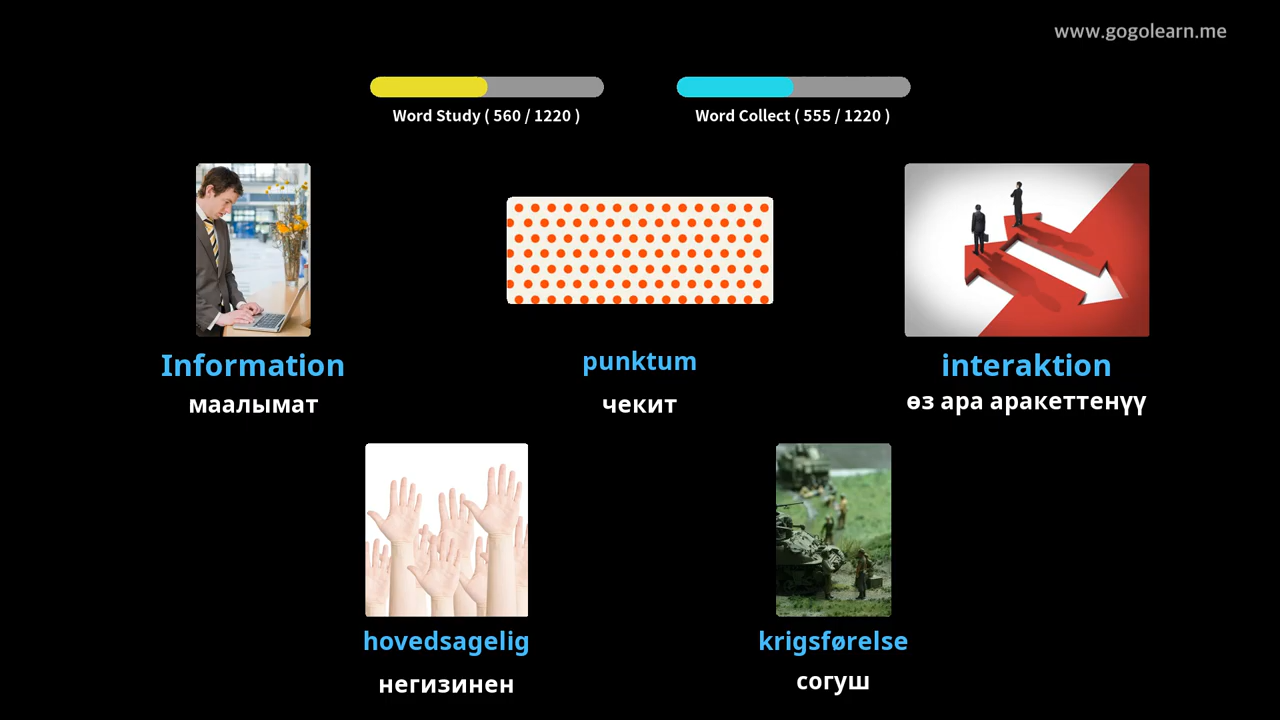 www.gogolearn.me
Word Study ( 560 / 1220 )
Word Collect ( 555 / 1220 )
Information
маалымат
punktum
чекит
interaktion
өз ара аракеттенүү
hovedsagelig
негизинен
krigsførelse
согуш